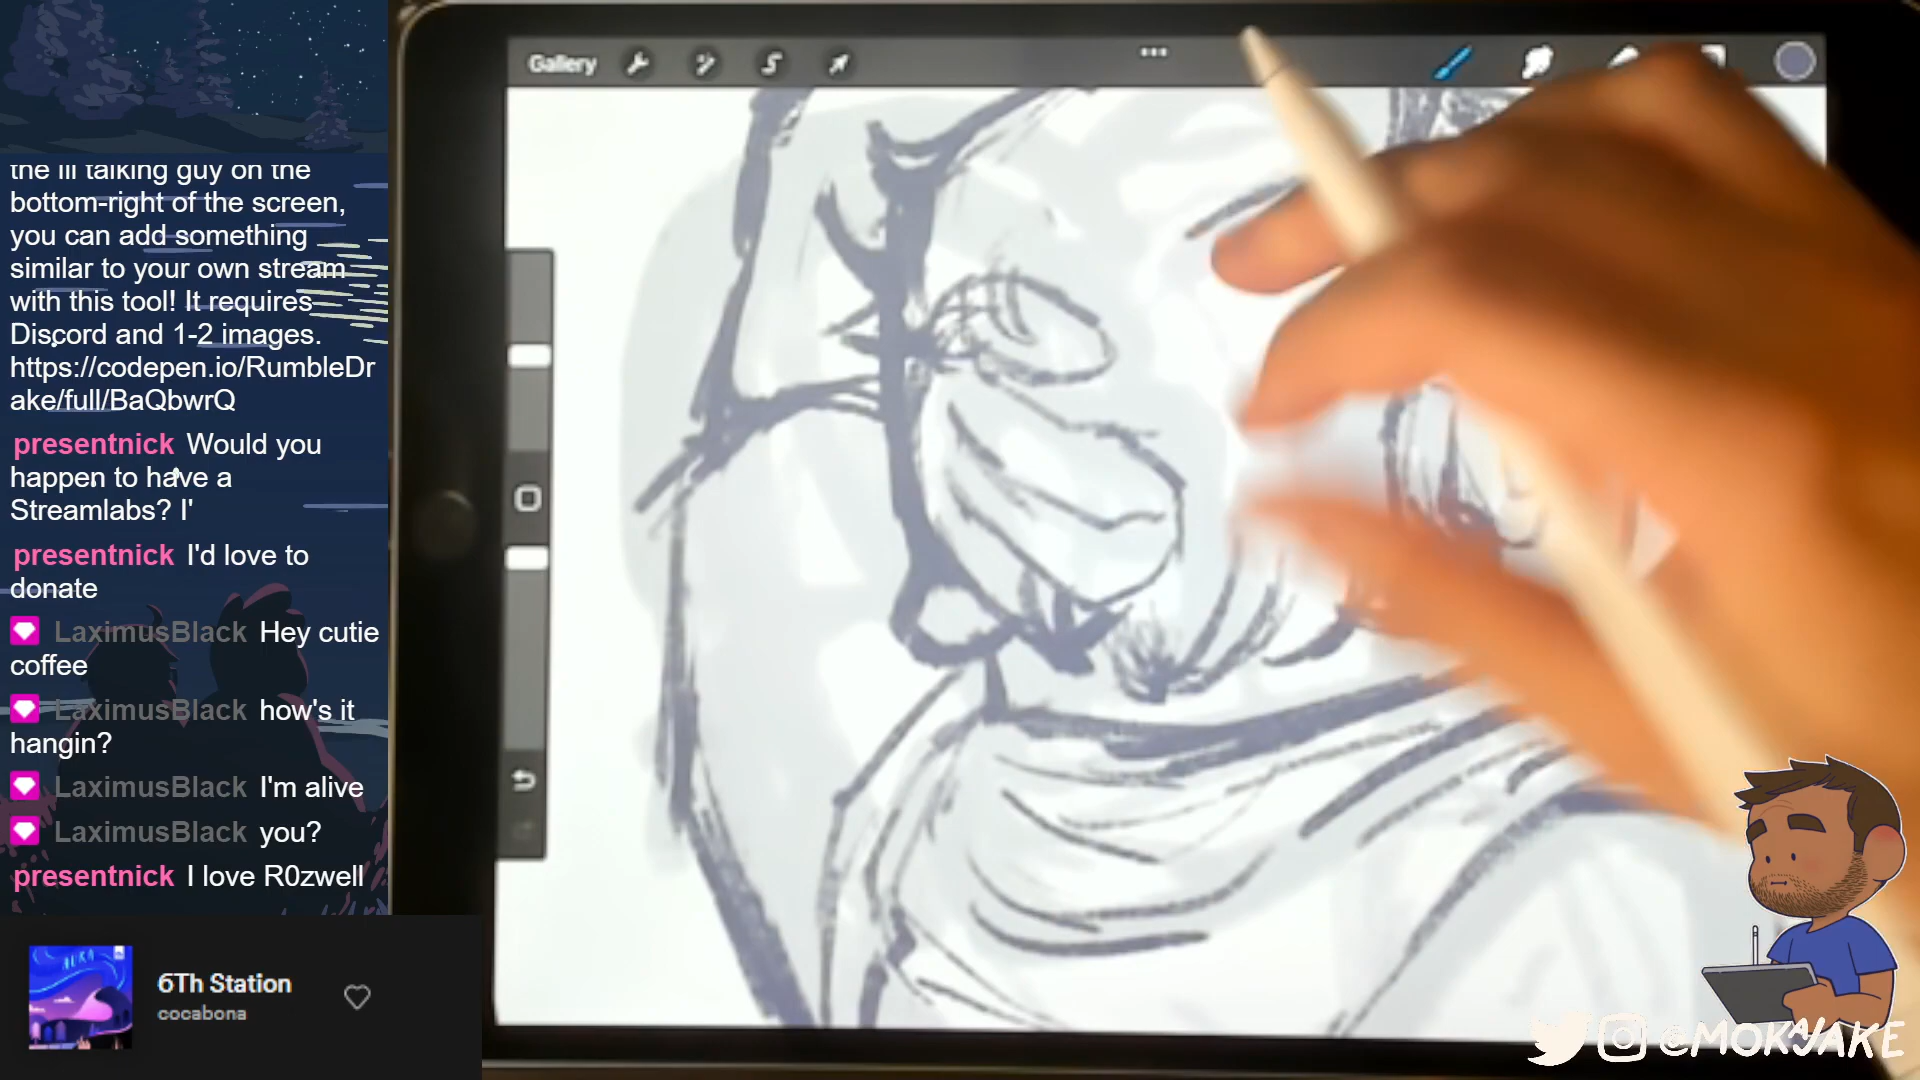 Gallery
the lil talking guy on the
bottom-right of the screen,
you can add something
similar to your own stream
with this tool! It requires
Discord and 1-2 images.
https://codepen.io/RumbleDr
ake/full/BaQbwrQ
presentnick Would you
happen to have a
Streamlabs? I'
presentnick I'd love to
donate
LaximusBlack Hey cutie
coffee
LaximusBlack how's it
hangin?
LaximusBlack I'm alive
LaximusBlack you?
presentnick I love R0zwell
6Th Station
cocabona
@MOKAJAKE